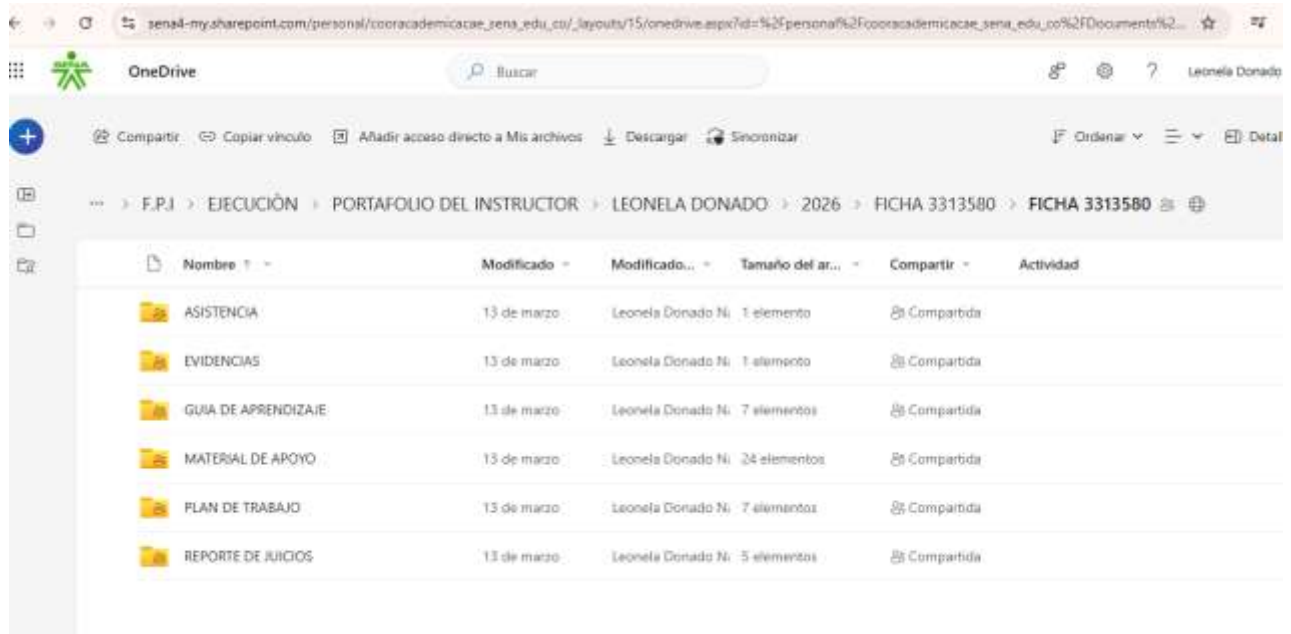 sena4-my.sharepoint.com/personal/cooracademicacae_sena_edu_co/_layouts/15/onedrive.aspx?id=%2Fpersonal%2Fcooracademicacae_sena_edu_co%2FDocuments%2...
OneDrive Buscar Leonela Donado
Compartir Copiar vínculo Añadir acceso directo a Mis archivos Descargar Sincronizar Ordenar Detal
... > F.P.I > EJECUCIÒN > PORTAFOLIO DEL INSTRUCTOR > LEONELA DONADO > 2026 > FICHA 3313580 > FICHA 3313580
Nombre Modificado Modificado... Tamaño del ar... Compartir Actividad
ASISTENCIA 13 de marzo Leonela Donado 1 elemento Compartida
EVIDENCIAS 13 de marzo Leonela Donado 1 elemento Compartida
GUIA DE APRENDIZAJE 13 de marzo Leonela Donado 7 elementos Compartida
MATERIAL DE APOYO 13 de marzo Leonela Donado 24 elementos Compartida
PLAN DE TRABAJO 13 de marzo Leonela Donado 7 elementos Compartida
REPORTE DE JUICIOS 13 de marzo Leonela Donado 5 elementos Compartida